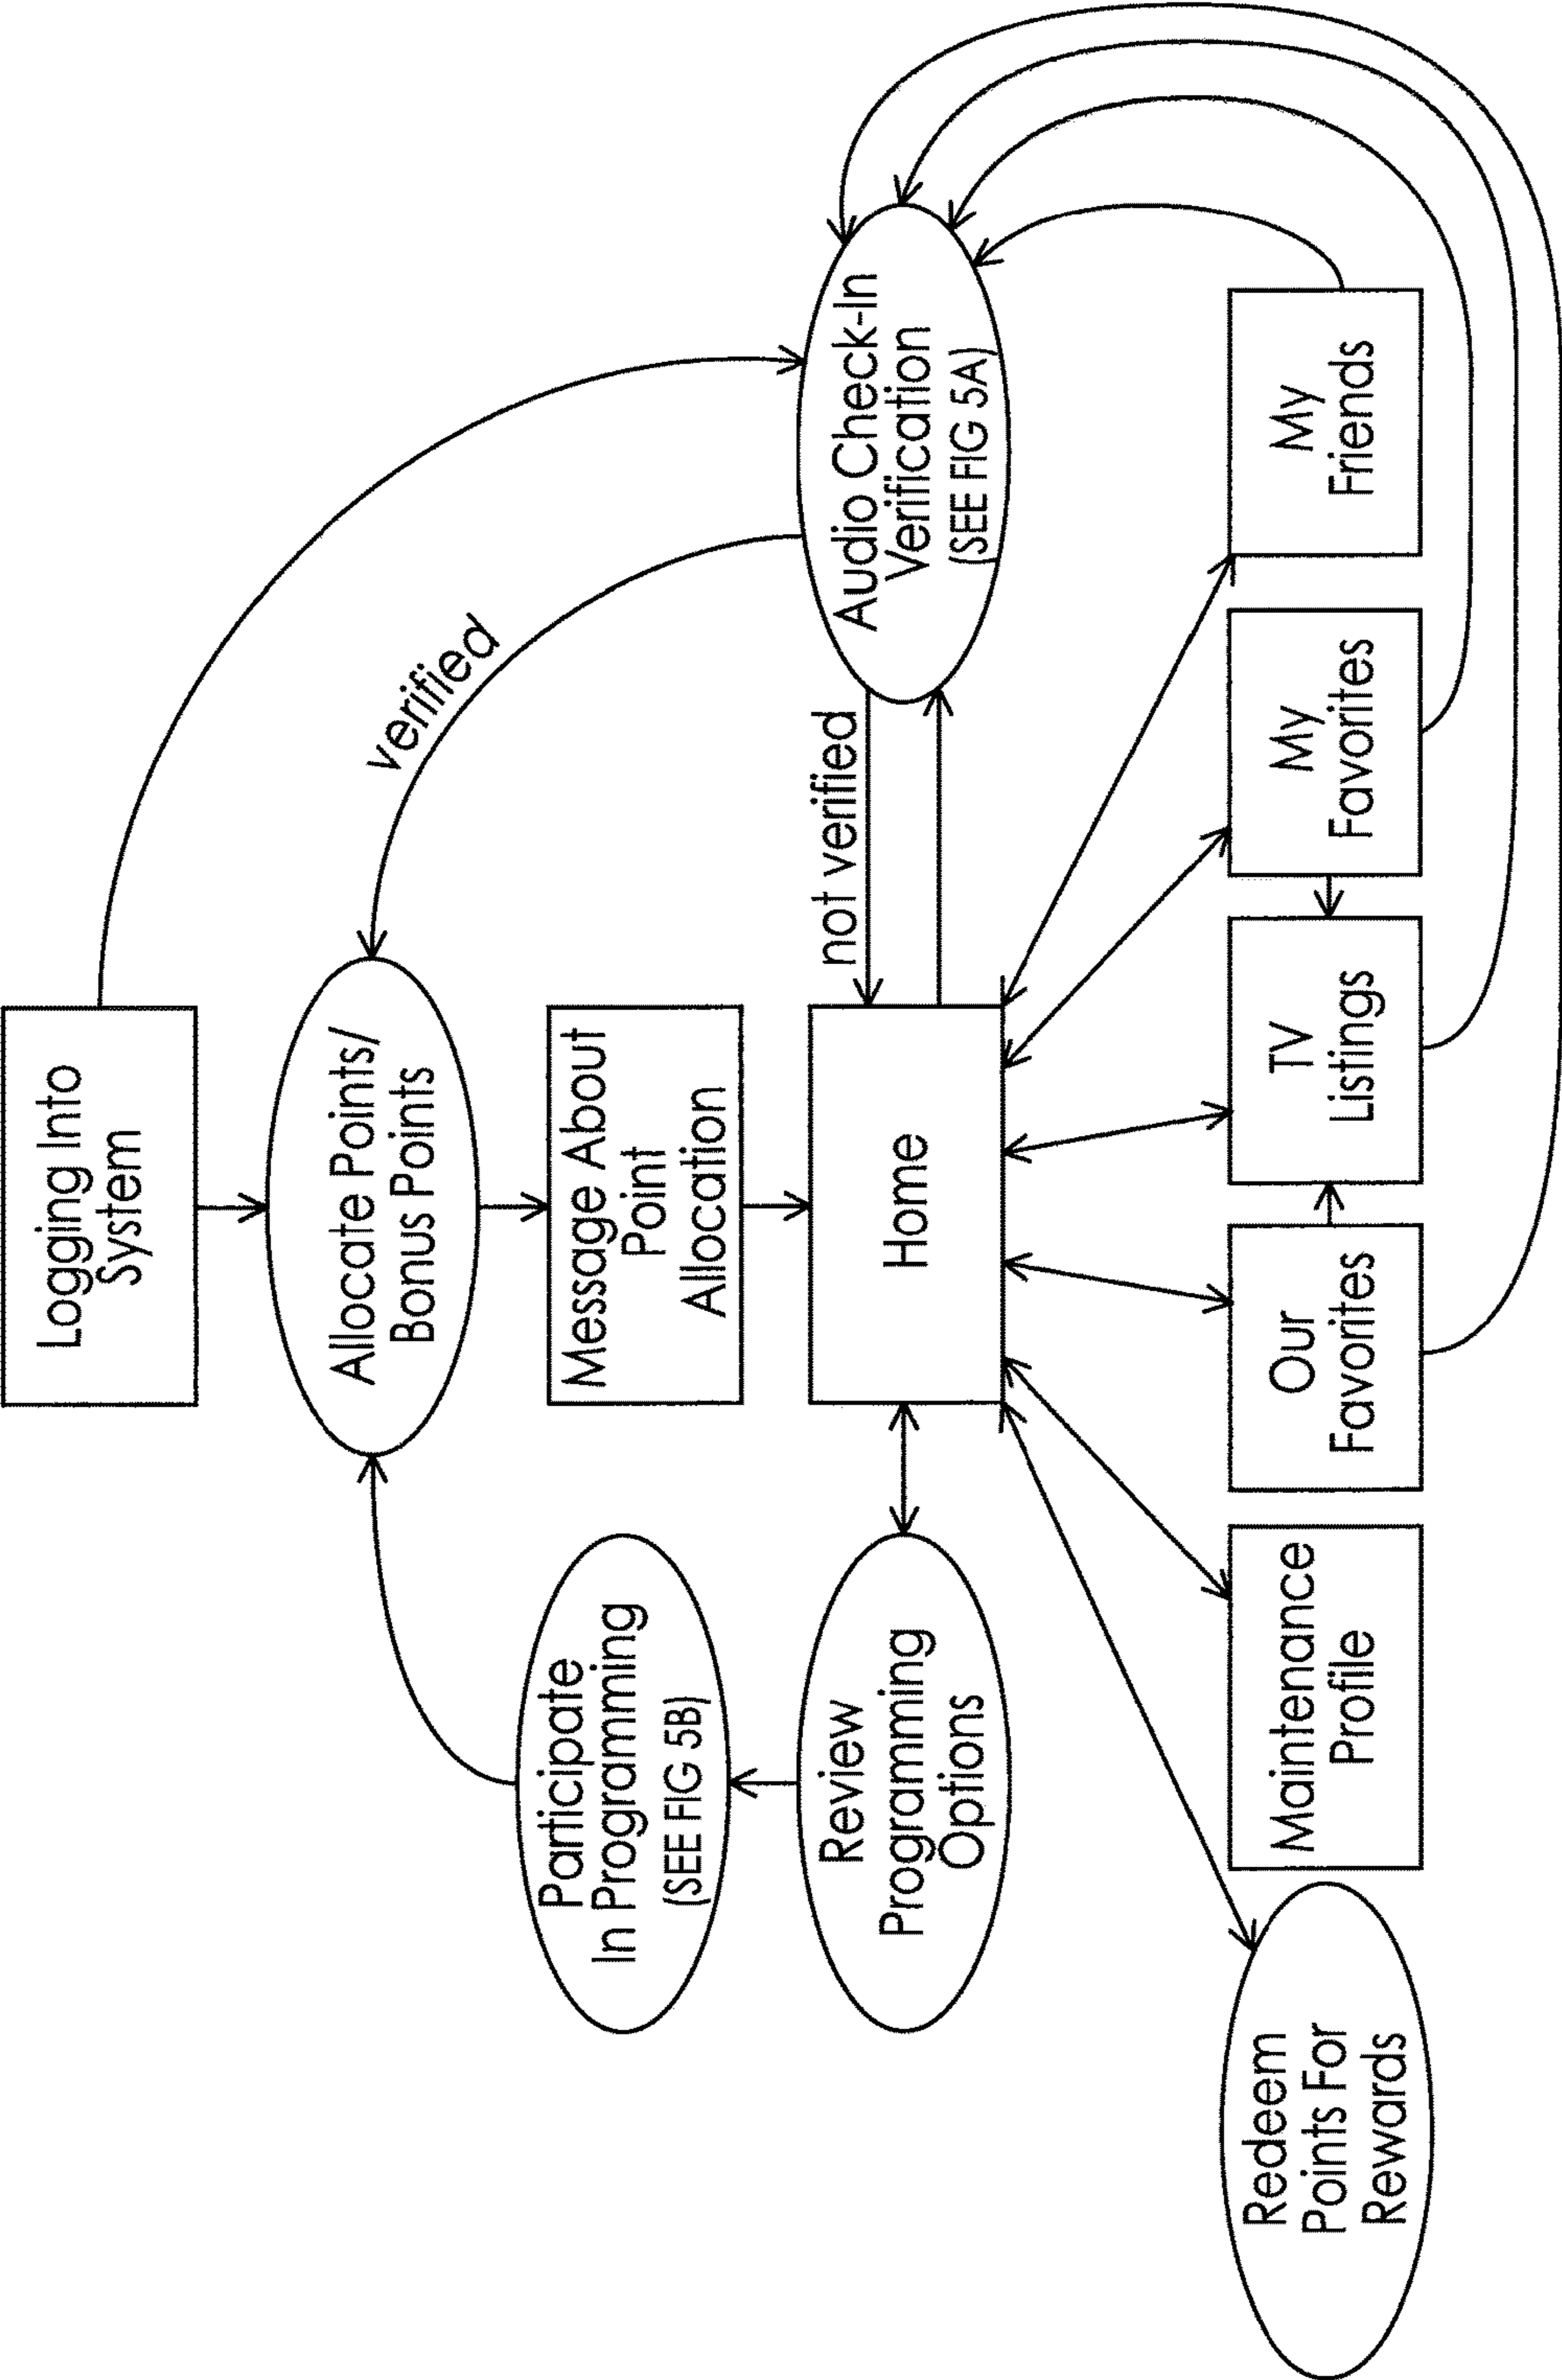 Logging Into
System
Allocate Points/
Bonus Points
verified
Message About
Point
Allocation
Participate
In Programming
(SEE FIG 5B)
Home
not verified
Audio Check-In
Verification
(SEE FIG 5A)
Review
Programming
Options
Redeem
Points For
Rewards
Maintenance
Profile
Our
Favorites
TV
Listings
My
Favorites
My
Friends